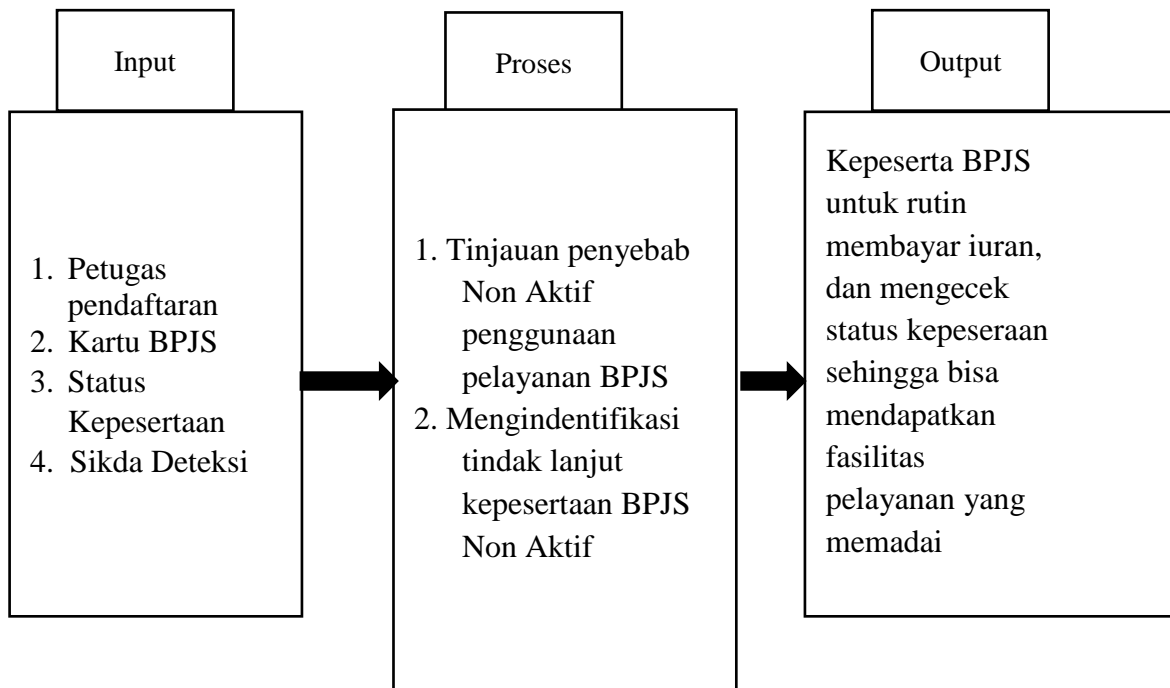 Input
1. Petugas
pendaftaran
2. Kartu BPJS
3. Status
Kepesertaan
4. Sikda Deteksi
Proses
1. Tinjauan penyebab
Non Aktif
penggunaan
pelayanan BPJS
2. Mengindentifikasi
tindak lanjut
kepesertaan BPJS
Non Aktif
Output
Kepeserta BPJS
untuk rutin
membayar iuran,
dan mengecek
status kepeseraan
sehingga bisa
mendapatkan
fasilitas
pelayanan yang
memadai